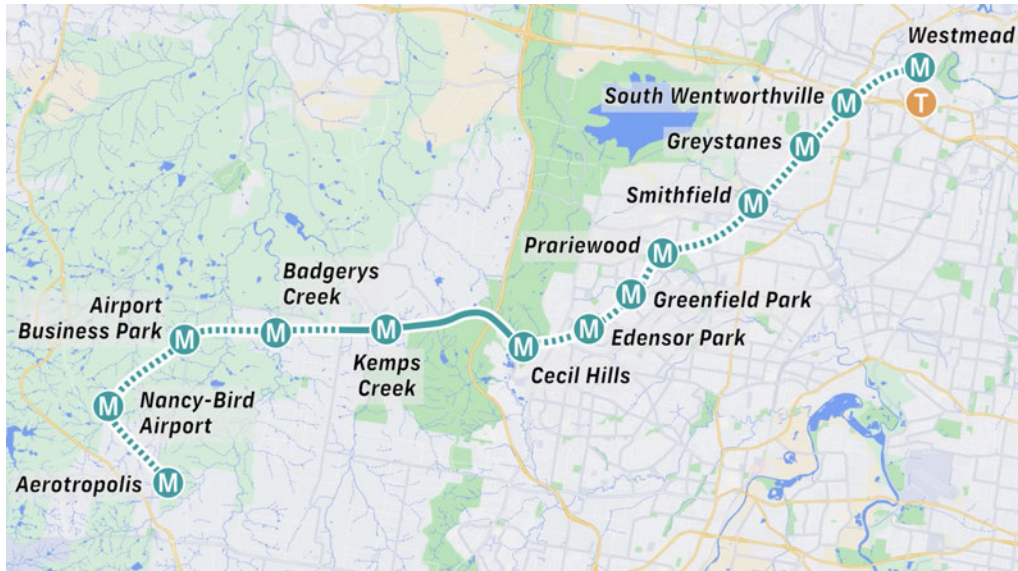 Westmead
M
T
South Wentworthville
M
Greystanes
M
Smithfield
M
Prariewood
M
Greenfield Park
M
Edensor Park
M
Cecil Hills
M
Kemps
Creek
M
Badgerys
Creek
M
Airport
Business Park
M
Nancy-Bird
Airport
M
Aerotropolis
M